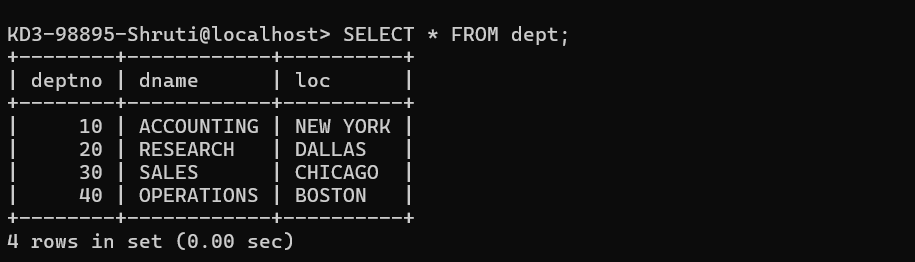 KD3-98895-Shruti@localhost> SELECT * FROM dept;
+--------+------------+----------+
| deptno | dname      | loc      |
+--------+------------+----------+
|     10 | ACCOUNTING | NEW YORK |
|     20 | RESEARCH   | DALLAS   |
|     30 | SALES      | CHICAGO  |
|     40 | OPERATIONS | BOSTON   |
+--------+------------+----------+
4 rows in set (0.00 sec)